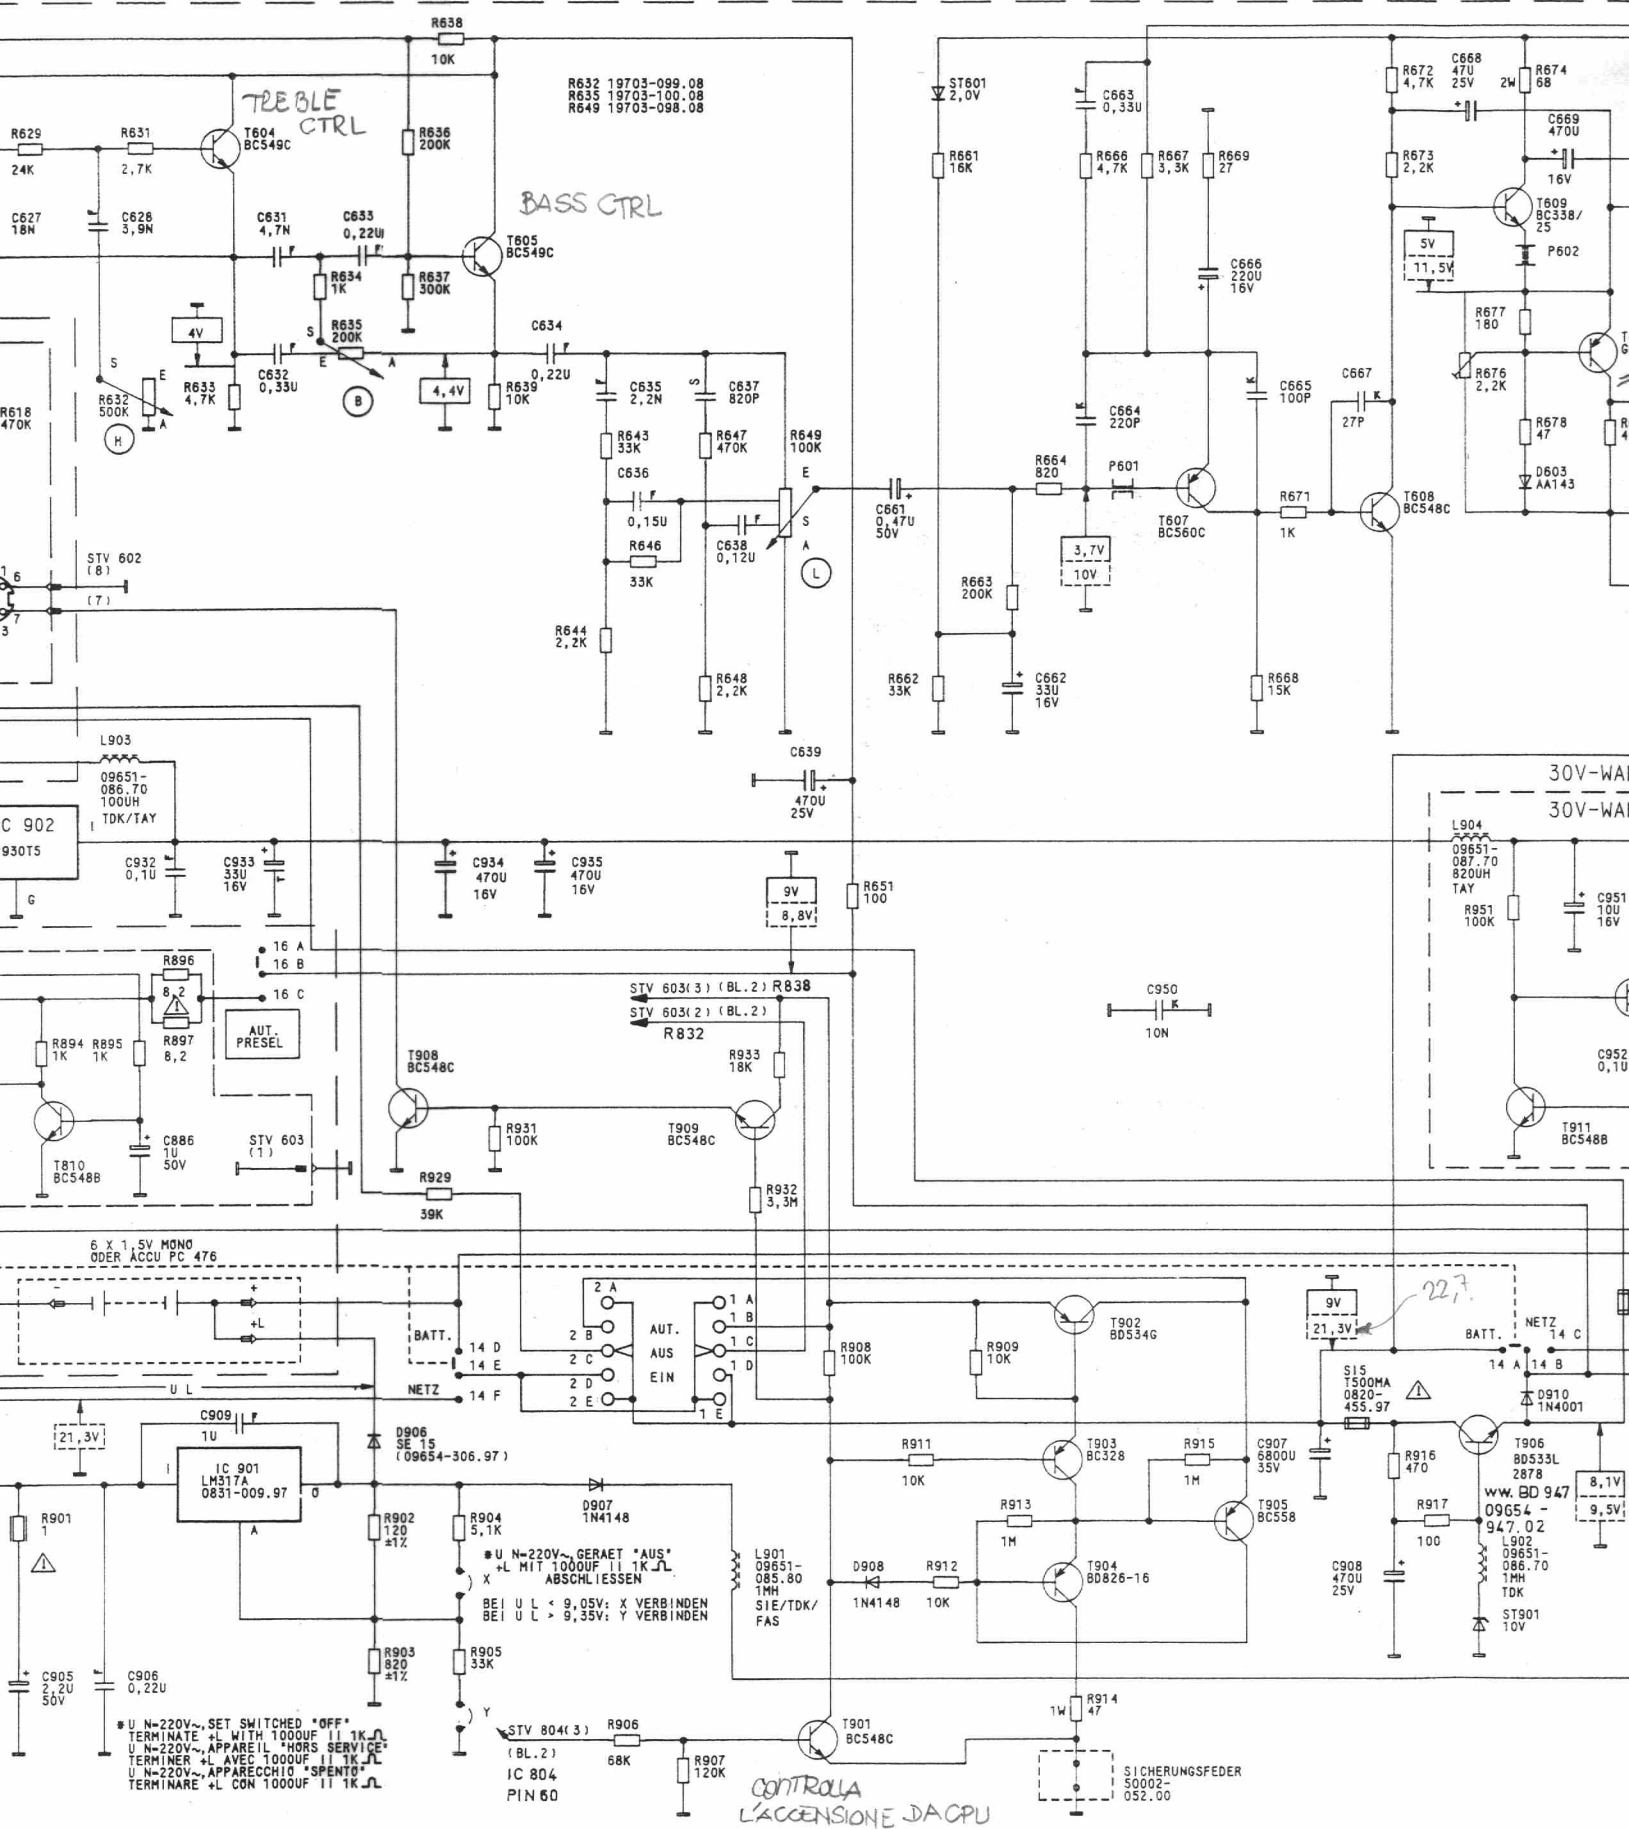 R638
10K
R632 19703-099.08
R635 19703-100.08
R649 19703-098.08
TREBLE
CTRL
R629
24K
R631
2,7K
T604
BC549C
R636
200K
BASS CTRL
C627
18N
C628
3,9N
C631
4,7N
C633
0,22U
T605
BC549C
R634
1K
R637
300K
4V
S
R635
200K
E
A
B
C634
0,22U
C632
0,33U
4,4V
R639
10K
R633
4,7K
S
E
R632
500K
A
H
R618
470K
C635
2,2N
S
C637
820P
R643
33K
R647
470K
R649
100K
C636
0,15U
E
S
A
L
R646
33K
C638
0,12U
R644
2,2K
R648
2,2K
ST601
2,0V
R661
16K
C663
0,33U
R666
4,7K
R667
3,3K
R669
27
C666
220U
16V
C664
220P
C665
100P
C667
27P
R664
820
P601
C661
0,47U
50V
T607
BC560C
R671
1K
T608
BC548C
3,7V
10V
R663
200K
R662
33K
C662
33U
16V
R668
15K
R672
4,7K
C668
47U
25V
2W
R674
68
C669
470U
16V
R673
2,2K
T609
BC338/
25
P602
5V
11,5V
R677
180
R676
2,2K
R678
47
D603
AA143
1
6
7
3
STV 602
(8)
(7)
L903
09651-
086.70
100UH
TDK/TAY
C 902
930T5
I
G
C932
0,1U
C933
33U
16V
C934
470U
16V
C935
470U
16V
C639
470U
25V
9V
8,8V
R651
100
30V-WA
30V-WA
L904
09651-
087.70
820UH
TAY
R951
100K
C951
10U
16V
C952
0,1U
T911
BC548B
16 A
16 B
16 C
R896
8,2
R897
8,2
AUT.
PRESEL
R894
1K
R895
1K
T810
BC548B
C886
1U
50V
STV 603
(1)
STV 603(3) (BL.2) R838
STV 603(2) (BL.2)
R832
R933
18K
C950
10N
T908
BC548C
R931
100K
T909
BC548C
R929
39K
R932
3,3M
6 X 1,5V MONO
ODER ACCU PC 476
-
+
+L
BATT.
14 D
14 E
NETZ
14 F
U L
2 A
2 B
2 C
2 D
2 E
AUT.
AUS
EIN
1 A
1 B
1 C
1 D
1 E
R908
100K
R909
10K
T902
BD534G
9V
21,3V
22,7
BATT.
NETZ
14 C
14 A
14 B
SI5
T500MA
0820-
455.97
D910
1N4001
21,3V
C909
1U
IC 901
LM317A
0831-009.97
I
O
A
D906
SE 15
(09654-306.97)
D907
1N4148
R901
1
R902
120
±1%
R904
5,1K
X
*U N=220V~,GERAET "AUS"
+L MIT 1000UF || 1K
ABSCHLIESSEN
BEI U L < 9,05V: X VERBINDEN
BEI U L > 9,35V: Y VERBINDEN
R903
820
±1%
R905
33K
Y
L901
09651-
085.80
1MH
SIE/TDK/
FAS
R911
10K
T903
BC328
R915
1M
R913
1M
T905
BC558
D908
1N4148
R912
10K
T904
BD826-16
C907
6800U
35V
R916
470
R917
100
C908
470U
25V
T906
BD533L
2878
WW. BD 947
09654 -
947.02
L902
09651-
086.70
1MH
TDK
ST901
10V
8,1V
9,5V
C905
2,2U
50V
C906
0,22U
*U N=220V~,SET SWITCHED "OFF"
TERMINATE +L WITH 1000UF || 1K
U N=220V~,APPAREIL "HORS SERVICE"
TERMINER +L AVEC 1000UF || 1K
U N=220V~,APPARECCHIO "SPENTO"
TERMINARE +L CON 1000UF || 1K
STV 804(3)
(BL.2)
IC 804
PIN 60
R906
68K
R907
120K
T901
BC548C
1W
R914
47
SICHERUNGSFEDER
50002-
052.00
CONTROLLA
L'ACCENSIONE DA CPU